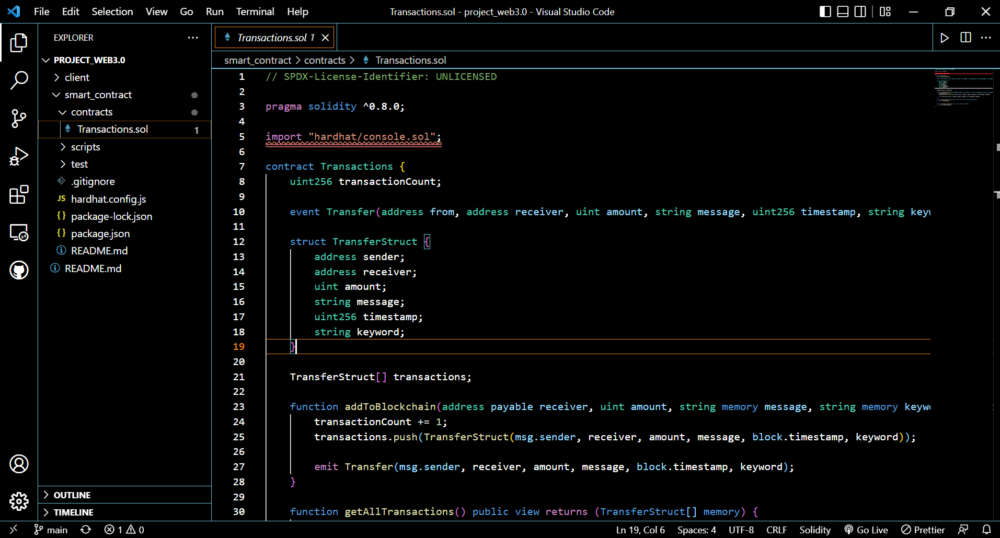 File Edit Selection View Go Run Terminal Help
Transactions.sol - project_web3.0 - Visual Studio Code
EXPLORER
PROJECT_WEB3.0
client
smart_contract
contracts
Transactions.sol 1
scripts
test
.gitignore
JS hardhat.config.js
{} package-lock.json
{} package.json
README.md
README.md
OUTLINE
TIMELINE
Transactions.sol 1
smart_contract > contracts > Transactions.sol
1 // SPDX-License-Identifier: UNLICENSED
2
3 pragma solidity ^0.8.0;
4
5 import "hardhat/console.sol";
6
7 contract Transactions {
8 uint256 transactionCount;
9
10 event Transfer(address from, address receiver, uint amount, string message, uint256 timestamp, string
11
12 struct TransferStruct {
13 address sender;
14 address receiver;
15 uint amount;
16 string message;
17 uint256 timestamp;
18 string keyword;
19 }
20
21 TransferStruct[] transactions;
22
23 function addToBlockchain(address payable receiver, uint amount, string memory message, string memory
24 transactionCount += 1;
25 transactions.push(TransferStruct(msg.sender, receiver, amount, message, block.timestamp, keyword));
26
27 emit Transfer(msg.sender, receiver, amount, message, block.timestamp, keyword);
28 }
29
30 function getAllTransactions() public view returns (TransferStruct[] memory) {
main 1 0 Ln 19, Col 6 Spaces: 4 UTF-8 CRLF Solidity Go Live Prettier